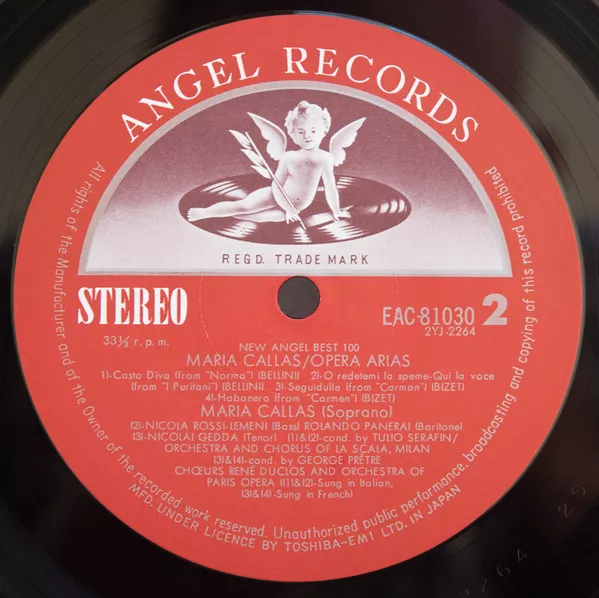 ANGEL RECORDS
REGD. TRADE MARK
STEREO
EAC-81030 2
2YJ-2264
33⅓ r. p. m.
NEW ANGEL BEST 100
MARIA CALLAS/OPERA ARIAS
1)-Casta Diva (from "Norma") (BELLINI) 2)-O redetemi la speme-Qui la voce
(from "I Puritani") (BELLINI). 3)-Seguidulle (from "Carman") (BIZET)
4)-Habanera (from "Carmen") (BIZET)
MARIA CALLAS (Soprano)
(2)-NICOLA ROSSI-LEMENI (Bass) ROLANDO PANERAI (Baritone)
(3)-NICOLAI GEDDA (Tenor) (1)&(2)-cond. by TULIO SERAFIN/
ORCHESTRA AND CHORUS OF LA SCALA, MILAN
(3)&(4)-cond. by GEORGE PRÊTRE
CHŒURS RENÉ DUCLOS AND ORCHESTRA OF
PARIS OPERA (1)&(2)-Sung in Italian,
(3)&(4)-Sung in French)
All rights of the Manufacturer and of the Owner of the recorded work reserved. Unauthorized public performance, broadcasting and copying of this record prohibited
MFD. UNDER LICENCE BY TOSHIBA-EMI LTD. IN JAPAN